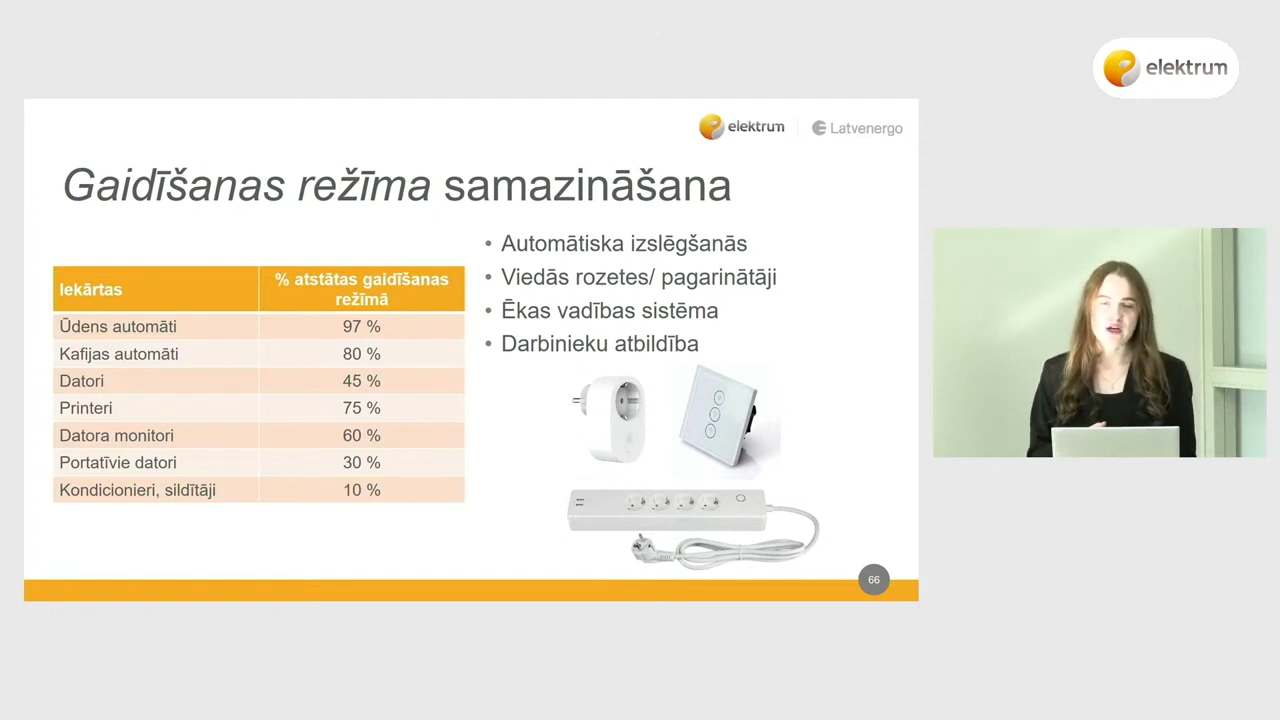 elektrum
elektrum Latvenergo
Gaidīšanas režīma samazināšana
Iekārtas
% atstātas gaidīšanas
režīmā
Ūdens automāti 97 %
Kafijas automāti 80 %
Datori 45 %
Printeri 75 %
Datora monitori 60 %
Portatīvie datori 30 %
Kondicionieri, sildītāji 10 %
• Automātiska izslēgšanās
• Viedās rozetes/ pagarinātāji
• Ēkas vadības sistēma
• Darbinieku atbildība
66